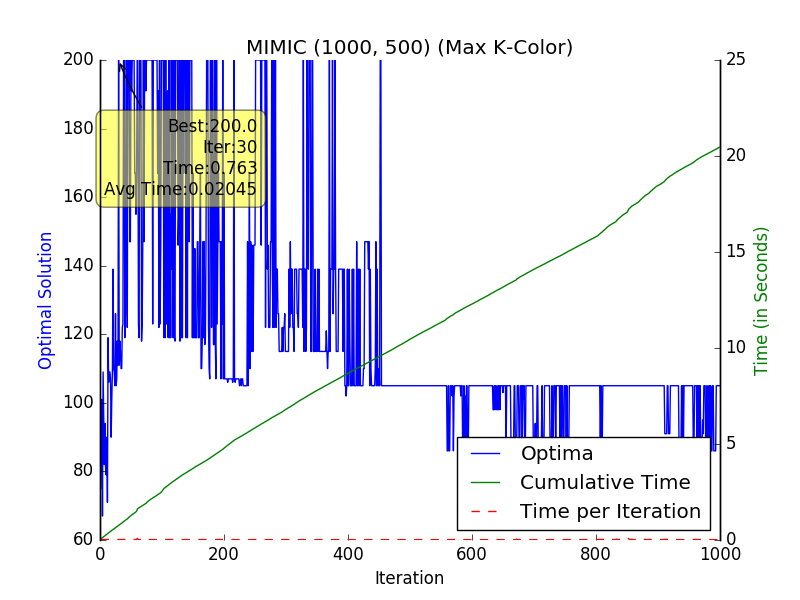 MIMIC (1000, 500) (Max K-Color)
200
180
160
140
120
100
80
60
Optimal Solution
Best:200.0
Iter:30
Time:0.763
Avg Time:0.02045
25
20
15
10
5
0
Time (in Seconds)
Optima
Cumulative Time
Time per Iteration
0
200
400
600
800
1000
Iteration